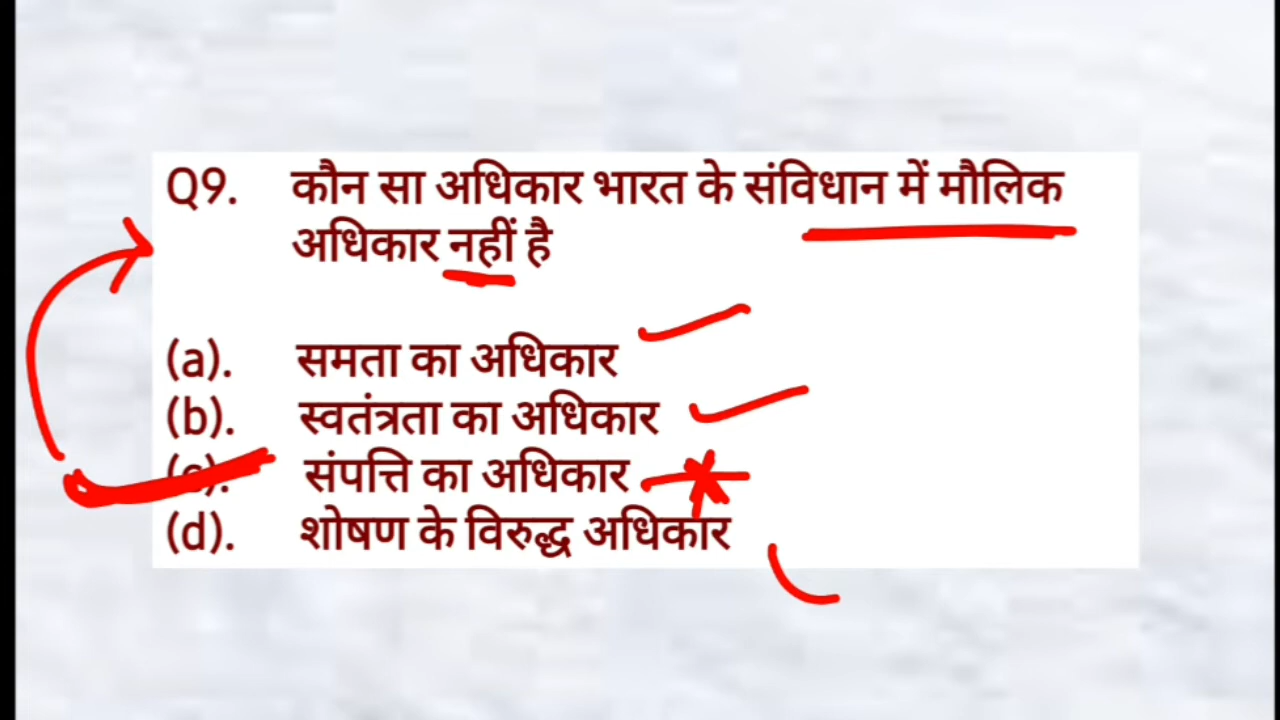 Q9. कौन सा अधिकार भारत के संविधान में मौलिक
अधिकार नहीं है
(a). समता का अधिकार
(b). स्वतंत्रता का अधिकार
(c). संपत्ति का अधिकार
(d). शोषण के विरुद्ध अधिकार